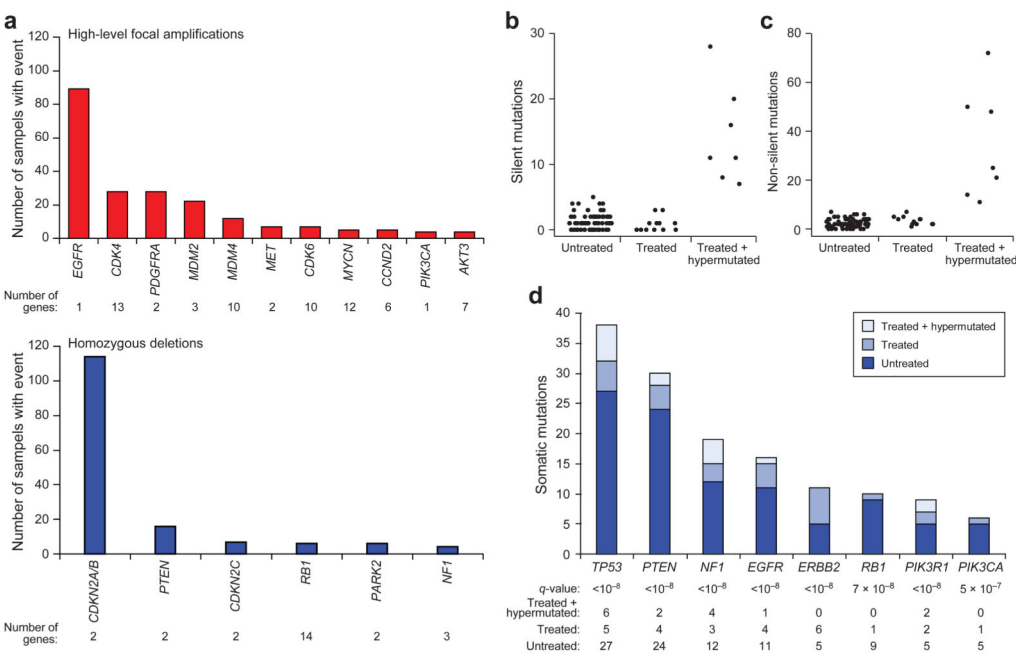 a
High-level focal amplifications
Number of sampels with event
120
100
80
60
40
20
0
EGFR CDK4 PDGFRA MDM2 MDM4 MET CDK6 MYCN CCND2 PIK3CA AKT3
Number of
genes: 1 13 2 3 10 2 10 12 6 1 7
Homozygous deletions
Number of sampels with event
120
100
80
60
40
20
0
CDKN2A/B PTEN CDKN2C RB1 PARK2 NF1
Number of
genes: 2 2 2 14 2 3
b
Silent mutations
30
20
10
0
Untreated Treated Treated +
hypermutated
c
Non-silent mutations
80
60
40
20
0
Untreated Treated Treated +
hypermutated
d
Somatic mutations
40
35
30
25
20
15
10
5
0
Treated + hypermutated
Treated
Untreated
TP53 PTEN NF1 EGFR ERBB2 RB1 PIK3R1 PIK3CA
q-value: <10⁻⁸ <10⁻⁸ <10⁻⁸ <10⁻⁸ <10⁻⁸ 7 × 10⁻⁸ <10⁻⁸ 5 × 10⁻⁷
Treated +
hypermutated: 6 2 4 1 0 0 2 0
Treated: 5 4 3 4 6 1 2 1
Untreated: 27 24 12 11 5 9 5 5